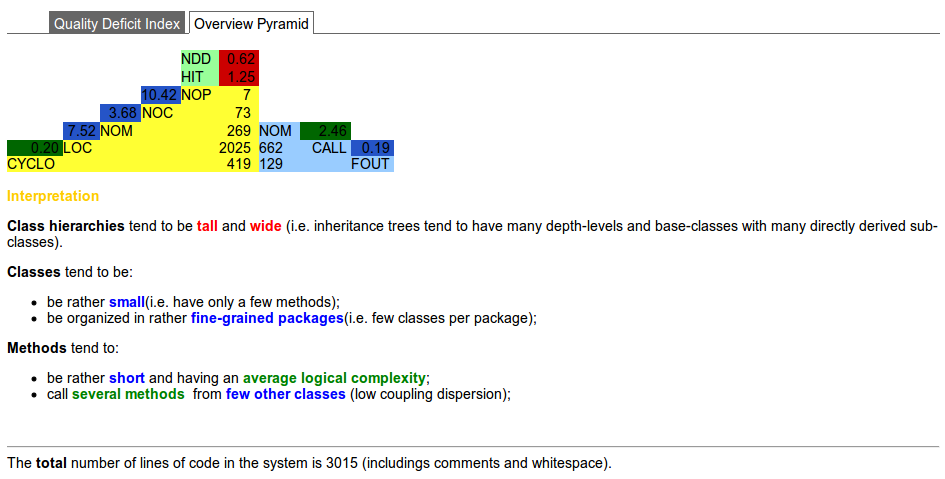 Quality Deficit Index Overview Pyramid
NDD 0.62
HIT 1.25
10.42 NOP 7
3.68 NOC 73
7.52 NOM 269 NOM 2.46
0.20 LOC 2025 662 CALL 0.19
CYCLO 419 129 FOUT
Interpretation
Class hierarchies tend to be tall and wide (i.e. inheritance trees tend to have many depth-levels and base-classes with many directly derived sub-
classes).
Classes tend to be:
• be rather small(i.e. have only a few methods);
• be organized in rather fine-grained packages(i.e. few classes per package);
Methods tend to:
• be rather short and having an average logical complexity;
• call several methods from few other classes (low coupling dispersion);
The total number of lines of code in the system is 3015 (includings comments and whitespace).